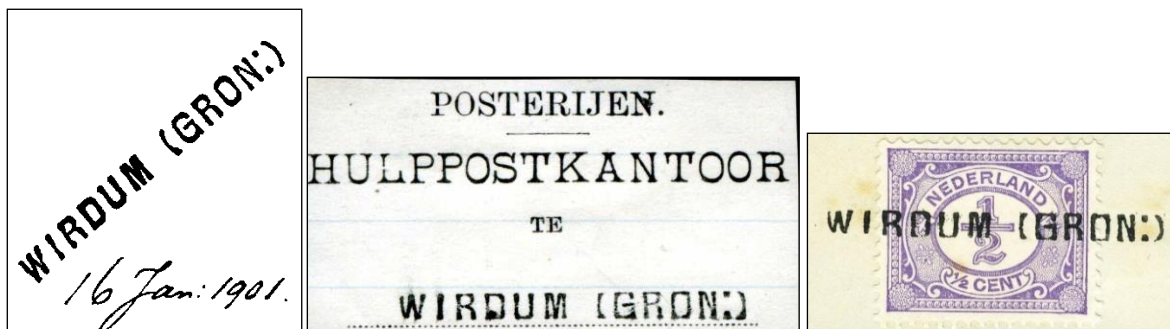 WIRDUM (GRON:)
16 Jan: 1901.
POSTERIJEN.
HULPPOSTKANTOOR
TE
WIRDUM (GRON:)
NEDERLAND
1/2
WIRDUM (GRON:)
1/2 CENT